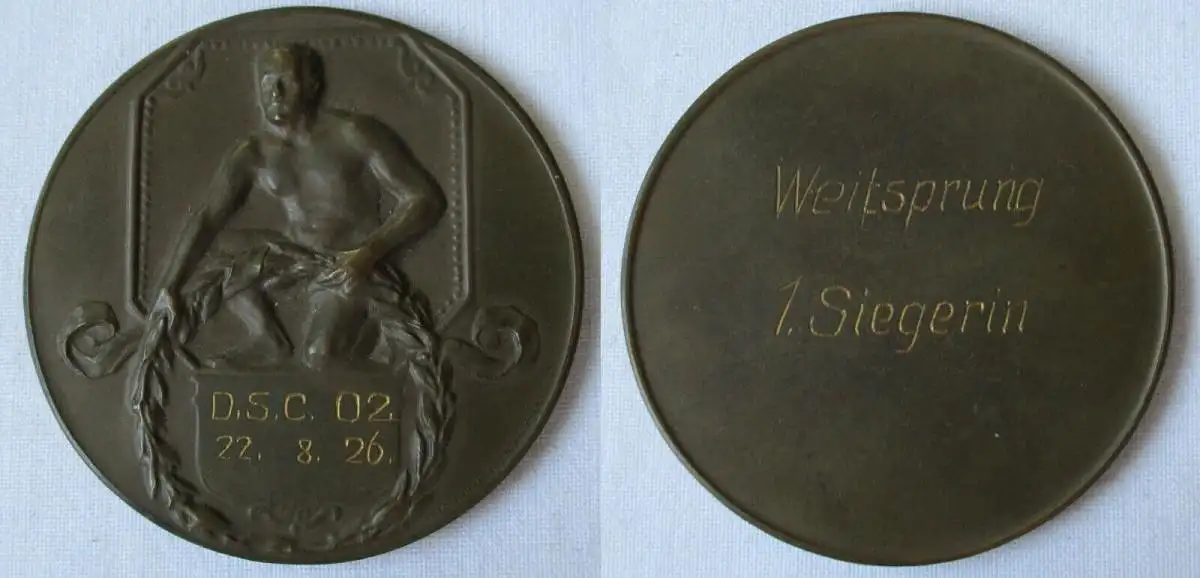 D.S.C. 02.
22. 8. 26.
Weitsprung
1. Siegerin